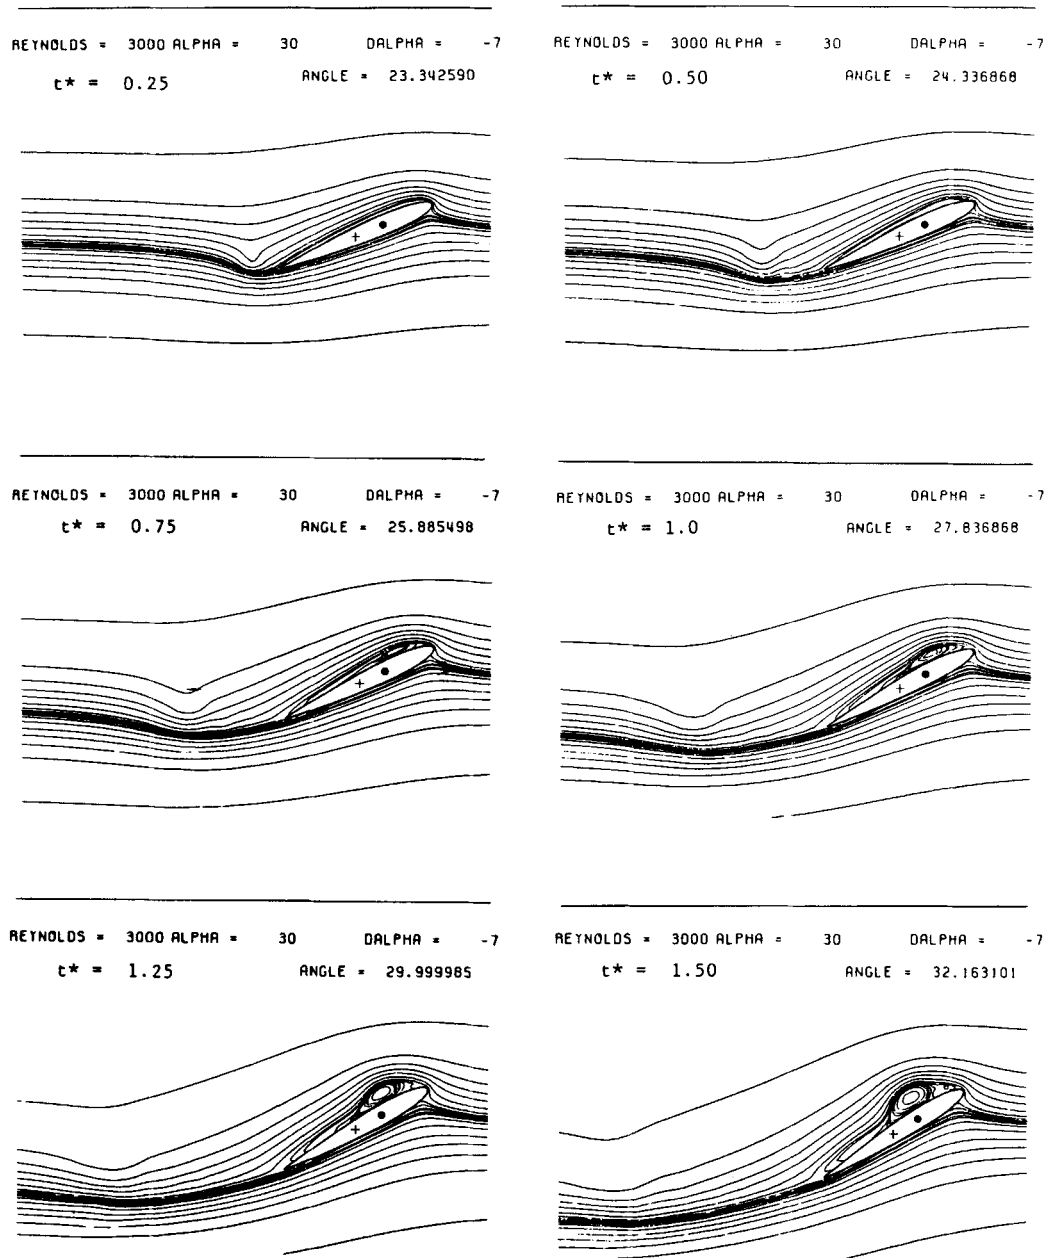 REYNOLDS = 3000 ALPHA = 30 DALPHA = -7
t* = 0.25 ANGLE = 23.342590
REYNOLDS = 3000 ALPHA = 30 DALPHA = -7
t* = 0.50 ANGLE = 24.336868
REYNOLDS = 3000 ALPHA = 30 DALPHA = -7
t* = 0.75 ANGLE = 25.885498
REYNOLDS = 3000 ALPHA = 30 DALPHA = -7
t* = 1.0 ANGLE = 27.836868
REYNOLDS = 3000 ALPHA = 30 DALPHA = -7
t* = 1.25 ANGLE = 29.999985
REYNOLDS = 3000 ALPHA = 30 DALPHA = -7
t* = 1.50 ANGLE = 32.163101